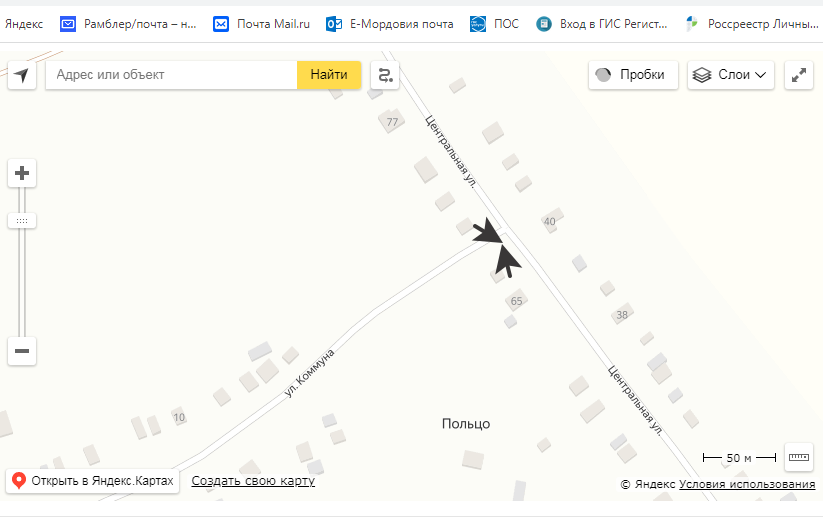 Яндекс Рамблер/почта – н... Почта Mail.ru Е-Мордовия почта ПОС Вход в ГИС Регист... Россреестр Личны...
Адрес или объект Найти Пробки Слои
77
Центральная ул.
40
65
38
ул. Коммуна
Центральная ул.
10
Польцо
50 м
Открыть в Яндекс.Картах Создать свою карту
© Яндекс Условия использования